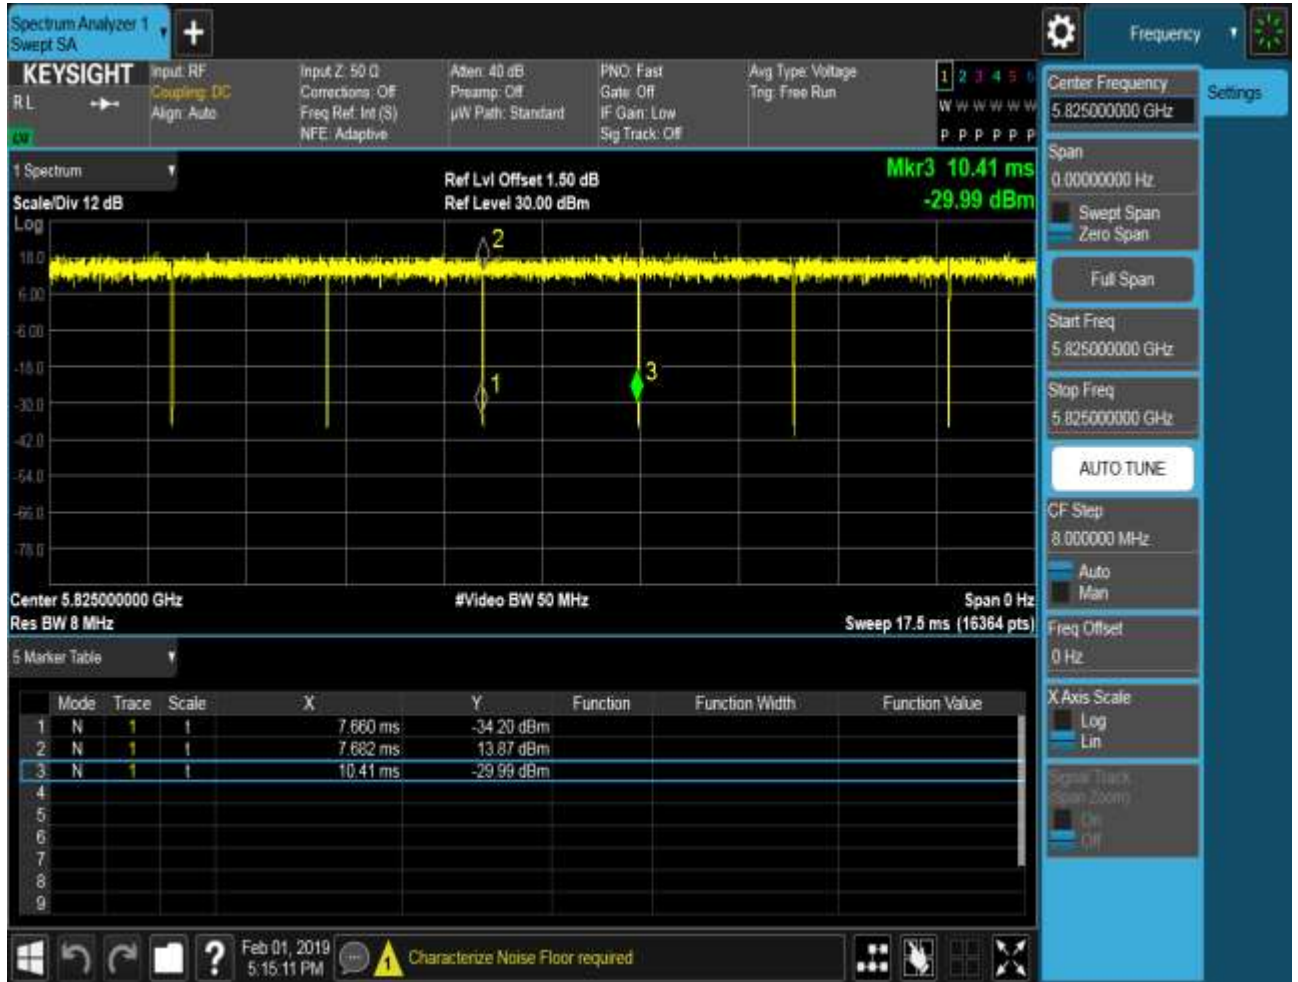 Spectrum Analyzer 1
Swept SA
+
Frequency
KEYSIGHT
RL
Input: RF
Coupling: DC
Align: Auto
Input Z: 50 Ω
Corrections: Off
Freq Ref: Int (S)
NFE: Adaptive
Atten: 40 dB
Preamp: Off
µW Path: Standard
PNO: Fast
Gate: Off
IF Gain: Low
Sig Track: Off
Avg Type: Voltage
Trig: Free Run
1 2 3 4 5 6
W W W W W W
P P P P P P
1 Spectrum
Scale/Div 12 dB
Ref Lvl Offset 1.50 dB
Ref Level 30.00 dBm
Mkr3 10.41 ms
-29.99 dBm
Log
18.0
6.00
-6.00
-18.0
-30.0
-42.0
-54.0
-66.0
-78.0
2
1
3
Center 5.825000000 GHz
#Video BW 50 MHz
Span 0 Hz
Res BW 8 MHz
Sweep 17.5 ms (16364 pts)
5 Marker Table
Mode Trace Scale X Y Function Function Width Function Value
1 N 1 t 7.660 ms -34.20 dBm
2 N 1 t 7.682 ms 13.87 dBm
3 N 1 t 10.41 ms -29.99 dBm
4
5
6
7
8
9
?
Feb 01, 2019
5:15:11 PM
1
Characterize Noise Floor required
Center Frequency
5.825000000 GHz
Settings
Span
0.00000000 Hz
Swept Span
Zero Span
Full Span
Start Freq
5.825000000 GHz
Stop Freq
5.825000000 GHz
AUTO TUNE
CF Step
8.000000 MHz
Auto
Man
Freq Offset
0 Hz
X Axis Scale
Log
Lin
Signal Track
(Span Zoom)
On
Off